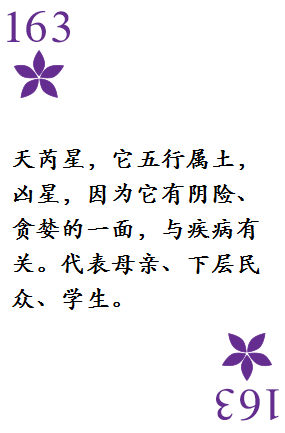 163
天芮星，它五行属土，
凶星，因为它有阴险、
贪婪的一面，与疾病有
关。代表母亲、下层民
众、学生。
163